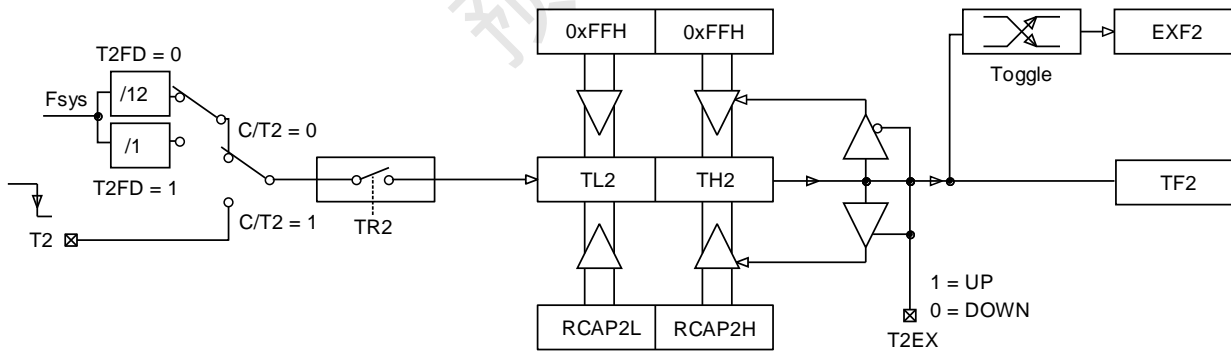 0xFFH 0xFFH
T2FD = 0
EXF2
Toggle
Fsys
/12
C/T2 = 0
/1
T2FD = 1
TL2 TH2
TF2
T2
C/T2 = 1
TR2
1 = UP
0 = DOWN
RCAP2L RCAP2H
T2EX